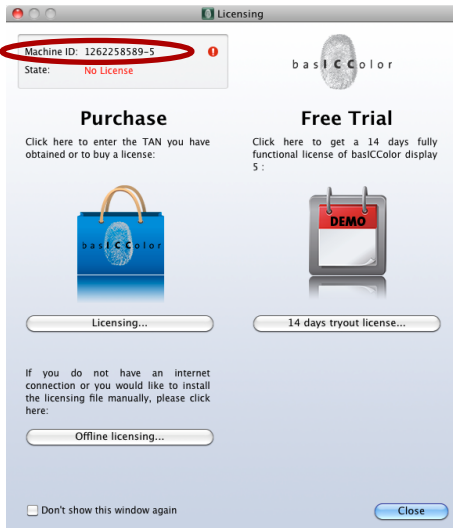 Licensing
Machine ID: 1262258589-5
State: No License
basICColor
Purchase
Click here to enter the TAN you have
obtained or to buy a license:
basICColor
Licensing...
If you do not have an internet
connection or you would like to install
the licensing file manually, please click
here:
Offline licensing...
Free Trial
Click here to get a 14 days fully
functional license of basICColor display
5 :
DEMO
14 days tryout license...
Don't show this window again
Close